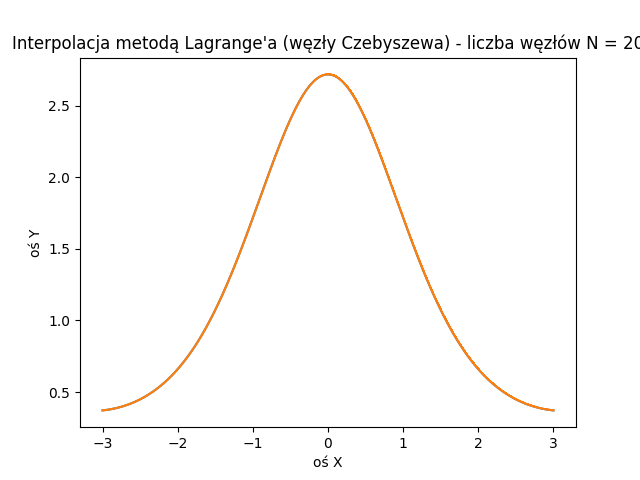 Interpolacja metodą Lagrange'a (węzły Czebyszewa) - liczba węzłów N = 20
2.5
2.0
1.5
1.0
0.5
oś Y
−3 −2 −1 0 1 2 3
oś X